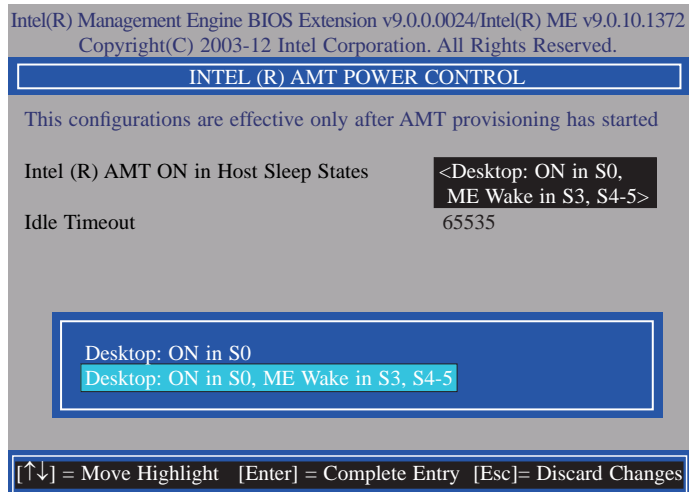 Intel(R) Management Engine BIOS Extension v9.0.0.0024/Intel(R) ME v9.0.10.1372
Copyright(C) 2003-12 Intel Corporation. All Rights Reserved.
INTEL (R) AMT POWER CONTROL
This configurations are effective only after AMT provisioning has started
Intel (R) AMT ON in Host Sleep States <Desktop: ON in S0,
ME Wake in S3, S4-5>
Idle Timeout 65535
Desktop: ON in S0
Desktop: ON in S0, ME Wake in S3, S4-5
[↑↓] = Move Highlight [Enter] = Complete Entry [Esc]= Discard Changes